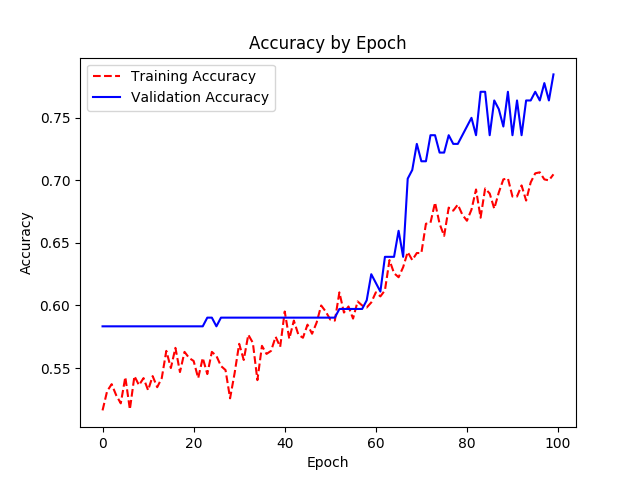 Accuracy by Epoch
Training Accuracy
Validation Accuracy
0.75
0.70
0.65
0.60
0.55
Accuracy
0 20 40 60 80 100
Epoch